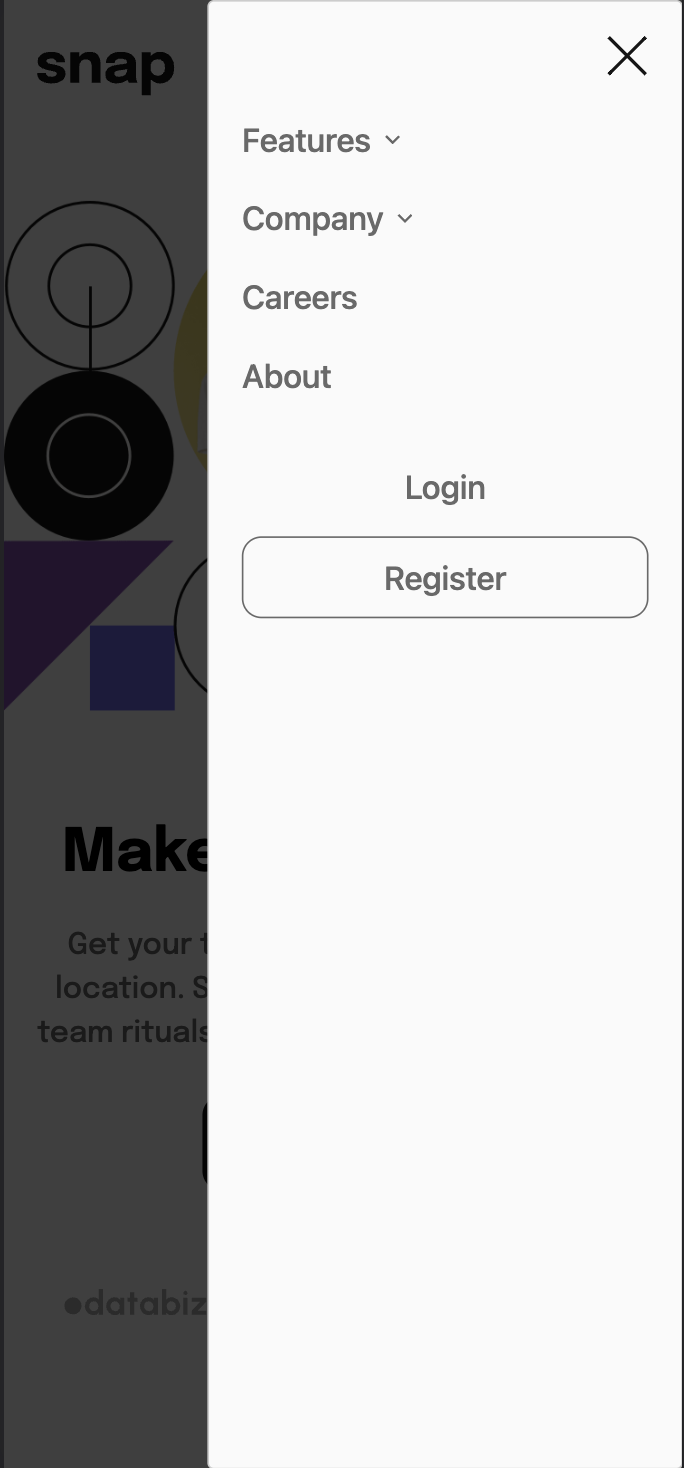 snap
Features
Company
Careers
About
Login
Register
Make
Get your
location.
team rituals
databiz